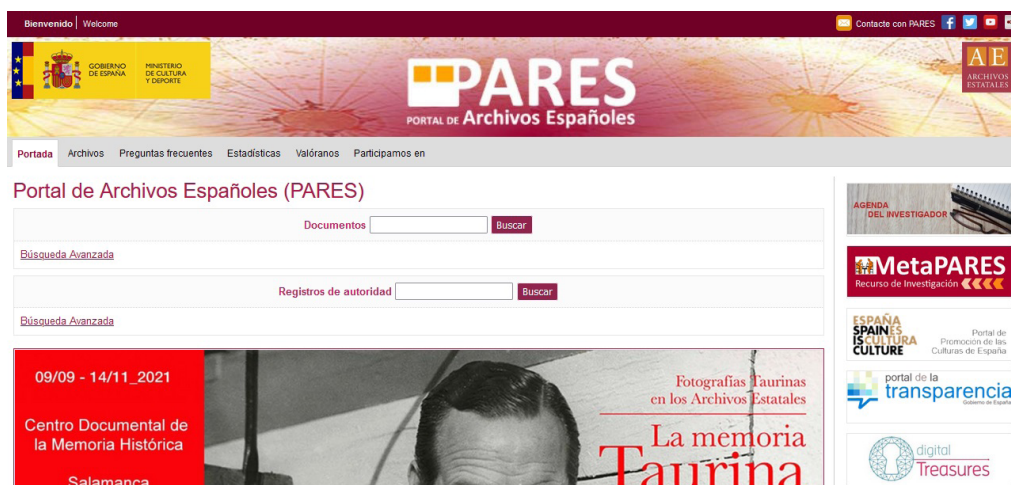 Bienvenido Welcome
Contacte con PARES
GOBIERNO
DE ESPAÑA
MINISTERIO
DE CULTURA
Y DEPORTE
PARES
PORTAL DE Archivos Españoles
AE
ARCHIVOS
ESTATALES
Portada Archivos Preguntas frecuentes Estadísticas Valóranos Participamos en
Portal de Archivos Españoles (PARES)
Documentos Buscar
Búsqueda Avanzada
Registros de autoridad Buscar
Búsqueda Avanzada
09/09 - 14/11_2021
Centro Documental de
la Memoria Histórica
Salamanca
Fotografías Taurinas
en los Archivos Estatales
La memoria
Taurina
AGENDA
DEL INVESTIGADOR
MetaPARES
Recurso de Investigación
ESPAÑA
SPAIN ES
IS CULTURA
CULTURE
Portal de
Promoción de las
Culturas de España
portal de la
transparencia
Gobierno de España
digital
Treasures